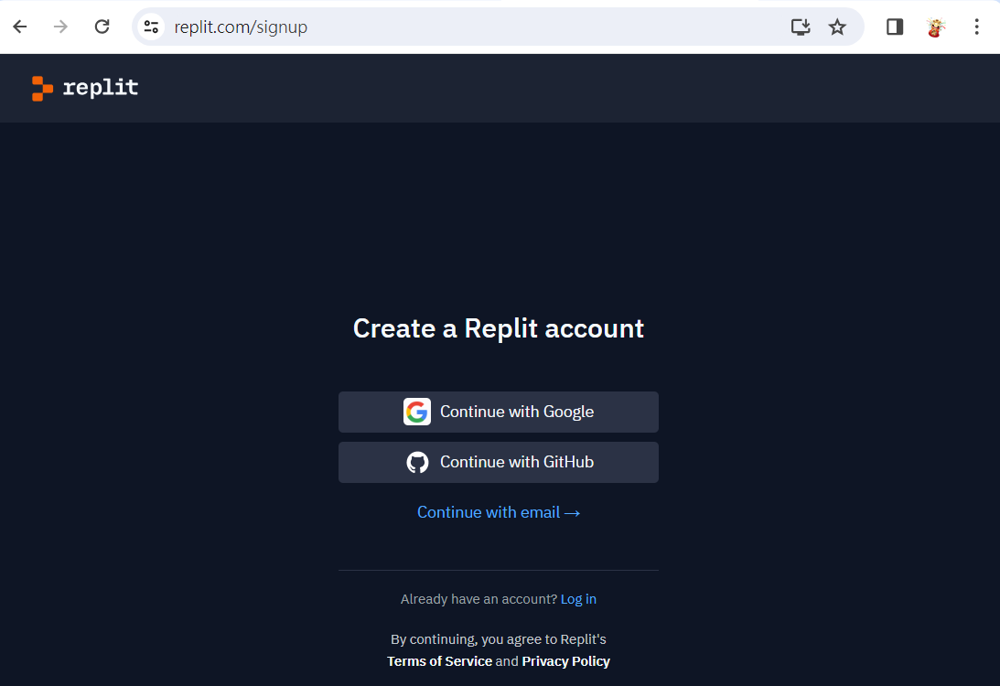 replit.com/signup
replit
Create a Replit account
Continue with Google
Continue with GitHub
Continue with email →
Already have an account? Log in
By continuing, you agree to Replit's
Terms of Service and Privacy Policy